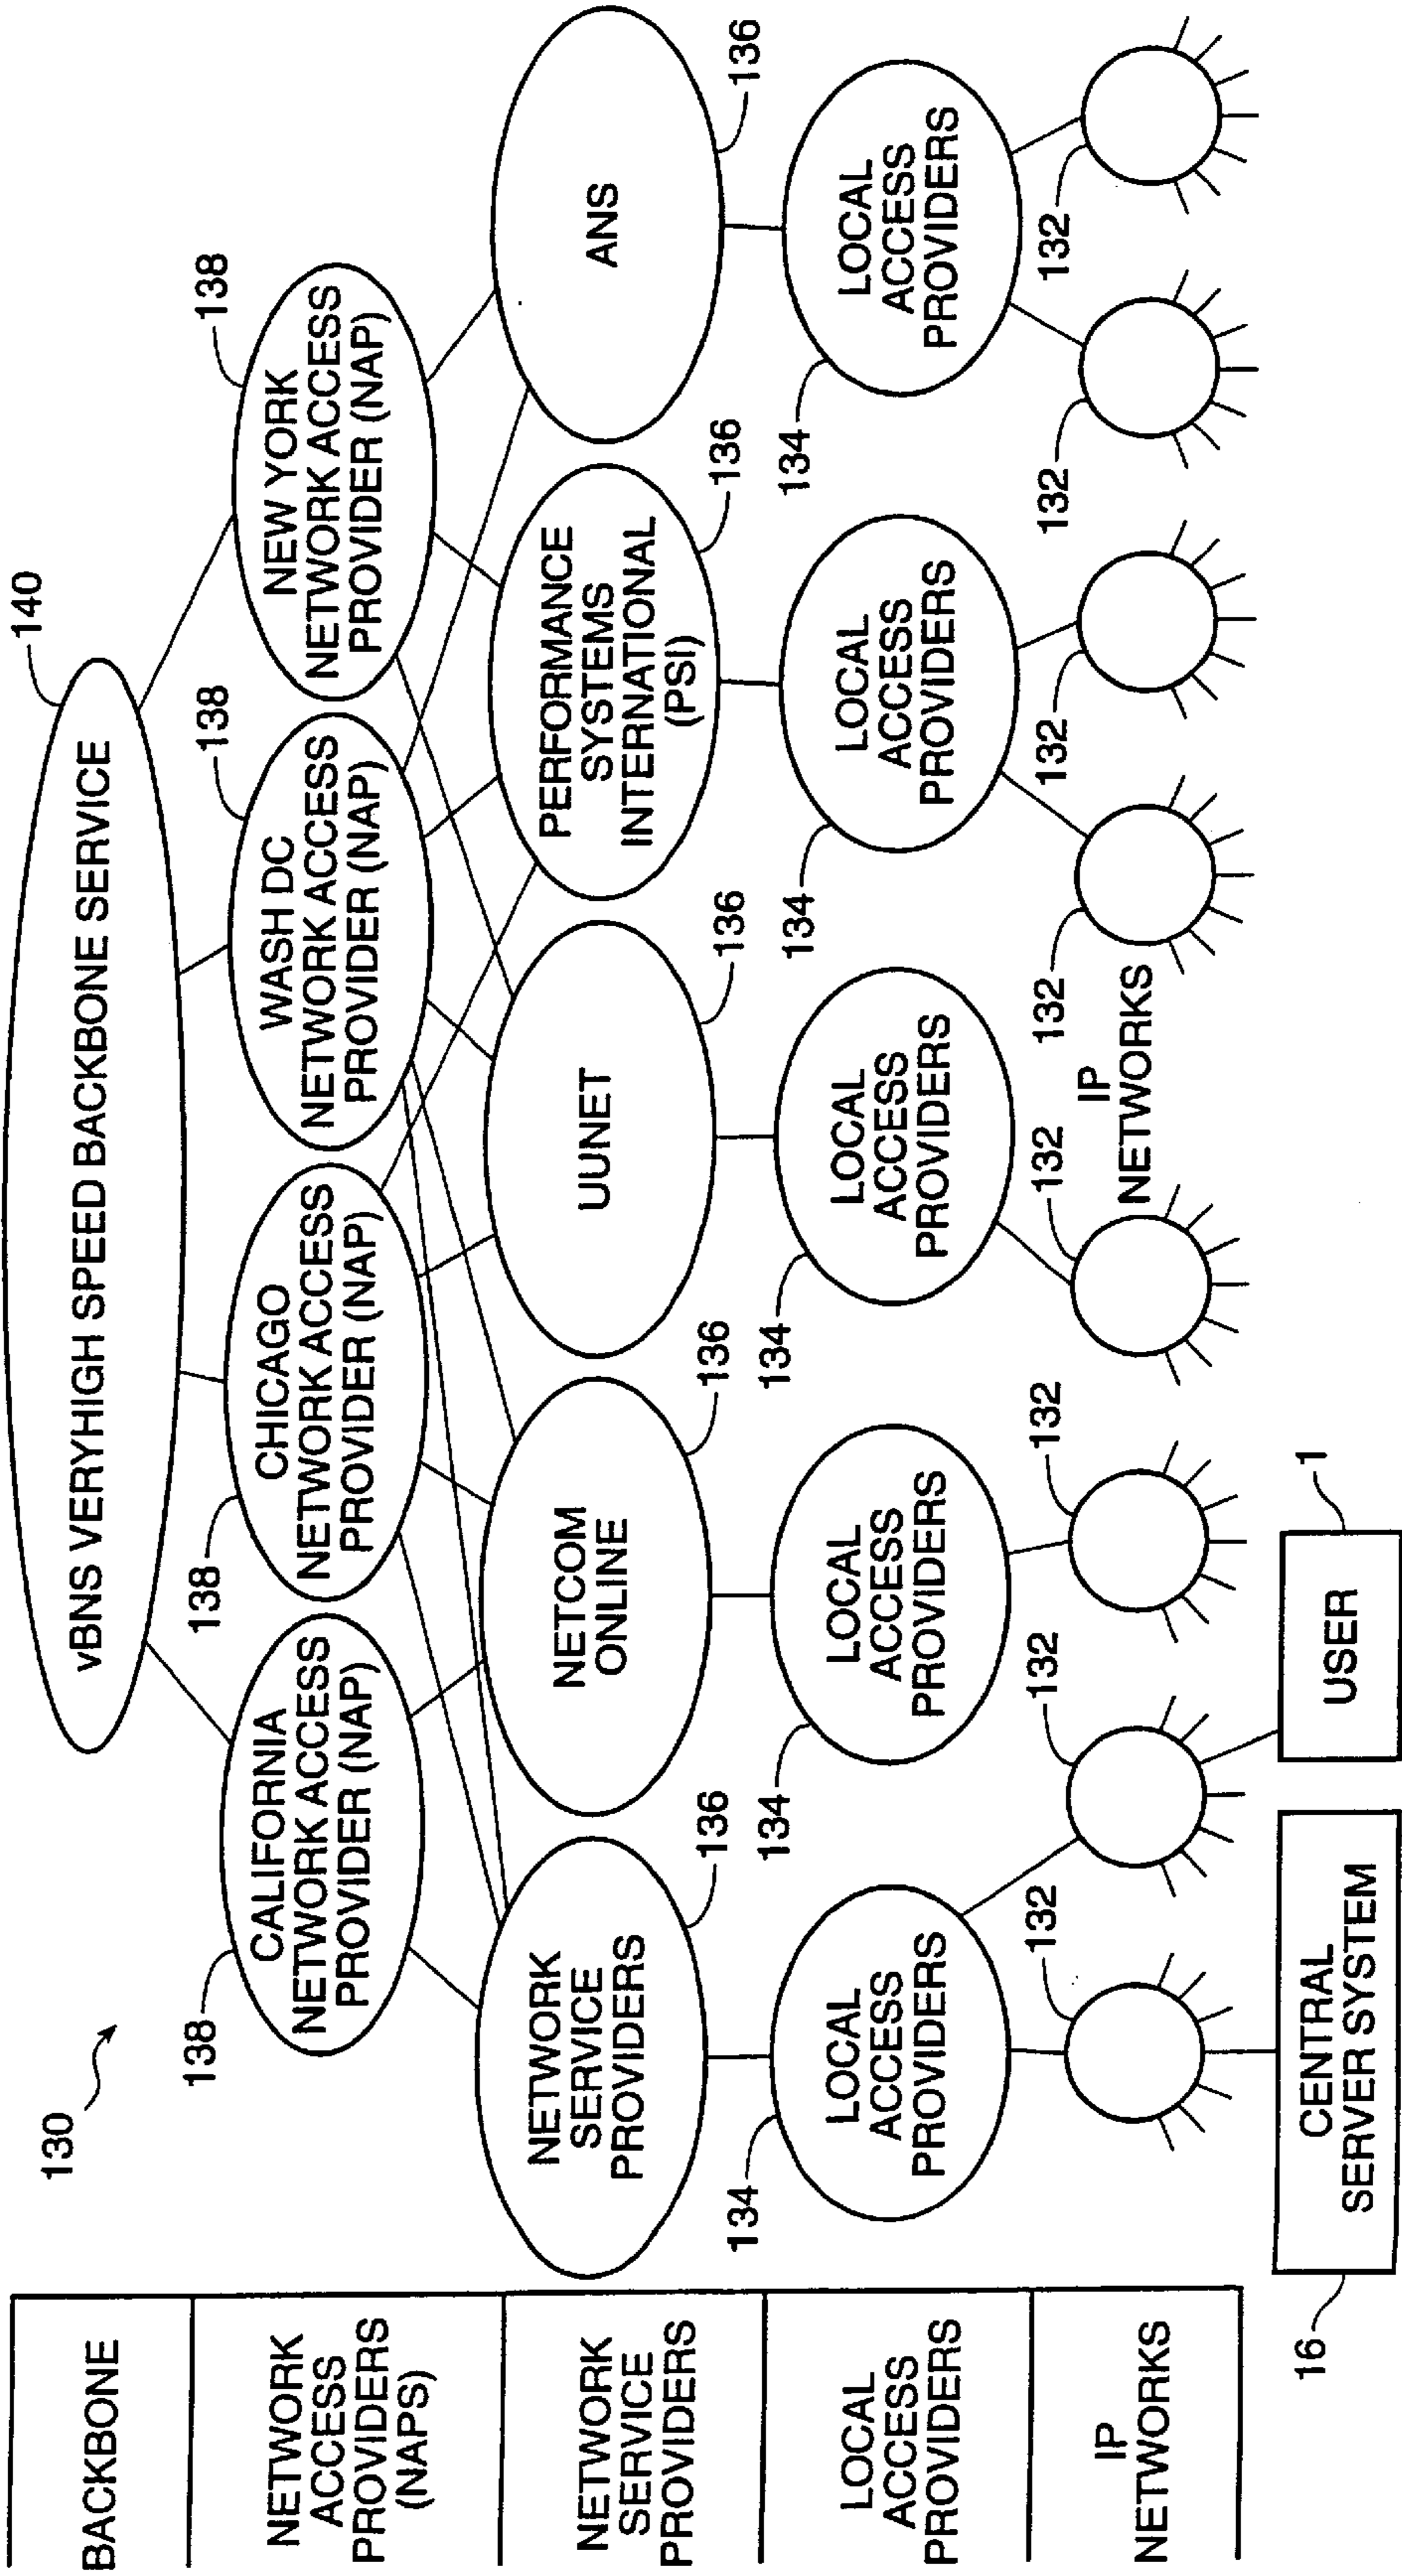 130
BACKBONE
vBNS VERYHIGH SPEED BACKBONE SERVICE
140
NETWORK
ACCESS
PROVIDERS
(NAPS)
138
CALIFORNIA
NETWORK ACCESS
PROVIDER (NAP)
138
CHICAGO
NETWORK ACCESS
PROVIDER (NAP)
138
WASH DC
NETWORK ACCESS
PROVIDER (NAP)
138
NEW YORK
NETWORK ACCESS
PROVIDER (NAP)
NETWORK
SERVICE
PROVIDERS
NETWORK
SERVICE
PROVIDERS
136
NETCOM
ONLINE
136
UUNET
136
PERFORMANCE
SYSTEMS
INTERNATIONAL
(PSI)
136
ANS
136
LOCAL
ACCESS
PROVIDERS
134
LOCAL
ACCESS
PROVIDERS
134
LOCAL
ACCESS
PROVIDERS
134
LOCAL
ACCESS
PROVIDERS
134
LOCAL
ACCESS
PROVIDERS
134
LOCAL
ACCESS
PROVIDERS
IP
NETWORKS
132
132
132
132
IP
NETWORKS
132
132
132
132
16
CENTRAL
SERVER SYSTEM
USER
1